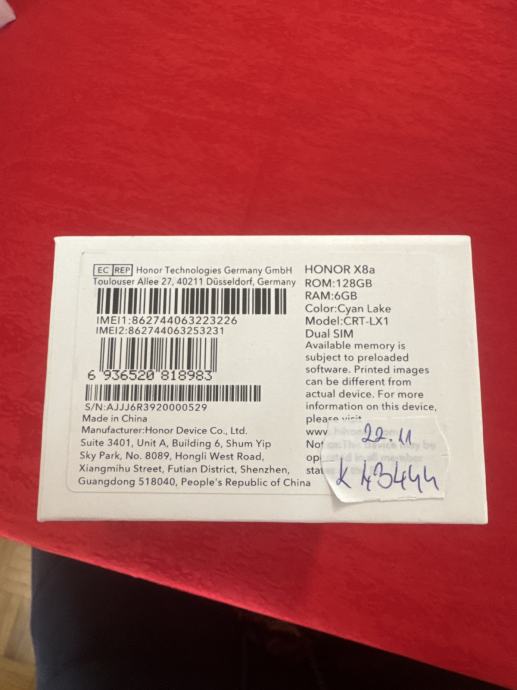 EC REP Honor Technologies Germany GmbH
Toulouser Allee 27, 40211 Düsseldorf, Germany
IMEI1:862744063223226
IMEI2:862744063253231
6 936520 818983
S/N:AJJJ6R3920000529
Made in China
Manufacturer:Honor Device Co., Ltd.
Suite 3401, Unit A, Building 6, Shum Yip
Sky Park, No. 8089, Hongli West Road,
Xiangmihu Street, Futian District, Shenzhen,
Guangdong 518040, People's Republic of China
HONOR X8a
ROM:128GB
RAM:6GB
Color:Cyan Lake
Model:CRT-LX1
Dual SIM
Available memory is
subject to preloaded
software. Printed images
can be different from
actual device. For more
information on this device,
please visit
22.11